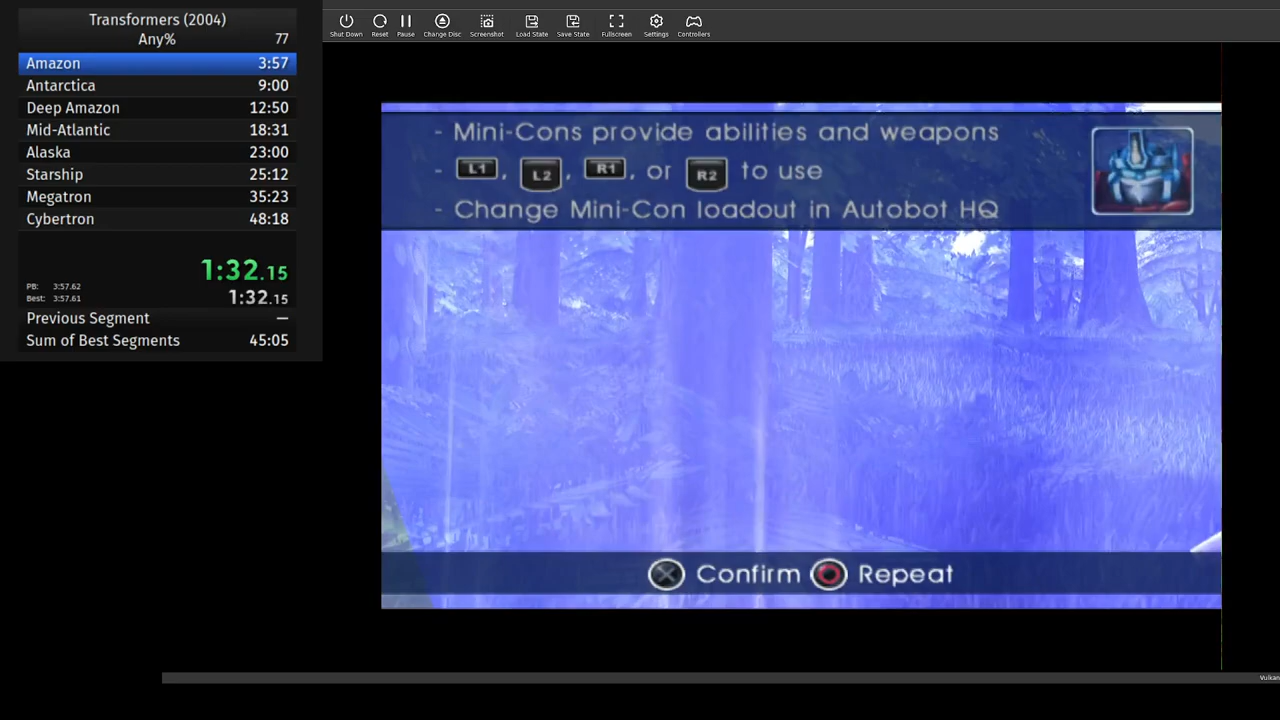 Transformers (2004)
Any% 77
Amazon 3:57
Antarctica 9:00
Deep Amazon 12:50
Mid-Atlantic 18:31
Alaska 23:00
Starship 25:12
Megatron 35:23
Cybertron 48:18
1:32.15
PB: 3:57.62
Best: 3:57.61
1:32.15
Previous Segment —
Sum of Best Segments 45:05
Shut Down Reset Pause Change Disc Screenshot Load State Save State Fullscreen Settings Controllers
- Mini-Cons provide abilities and weapons
- L1, L2, R1, or R2 to use
- Change Mini-Con loadout in Autobot HQ
Confirm Repeat
Vulkan